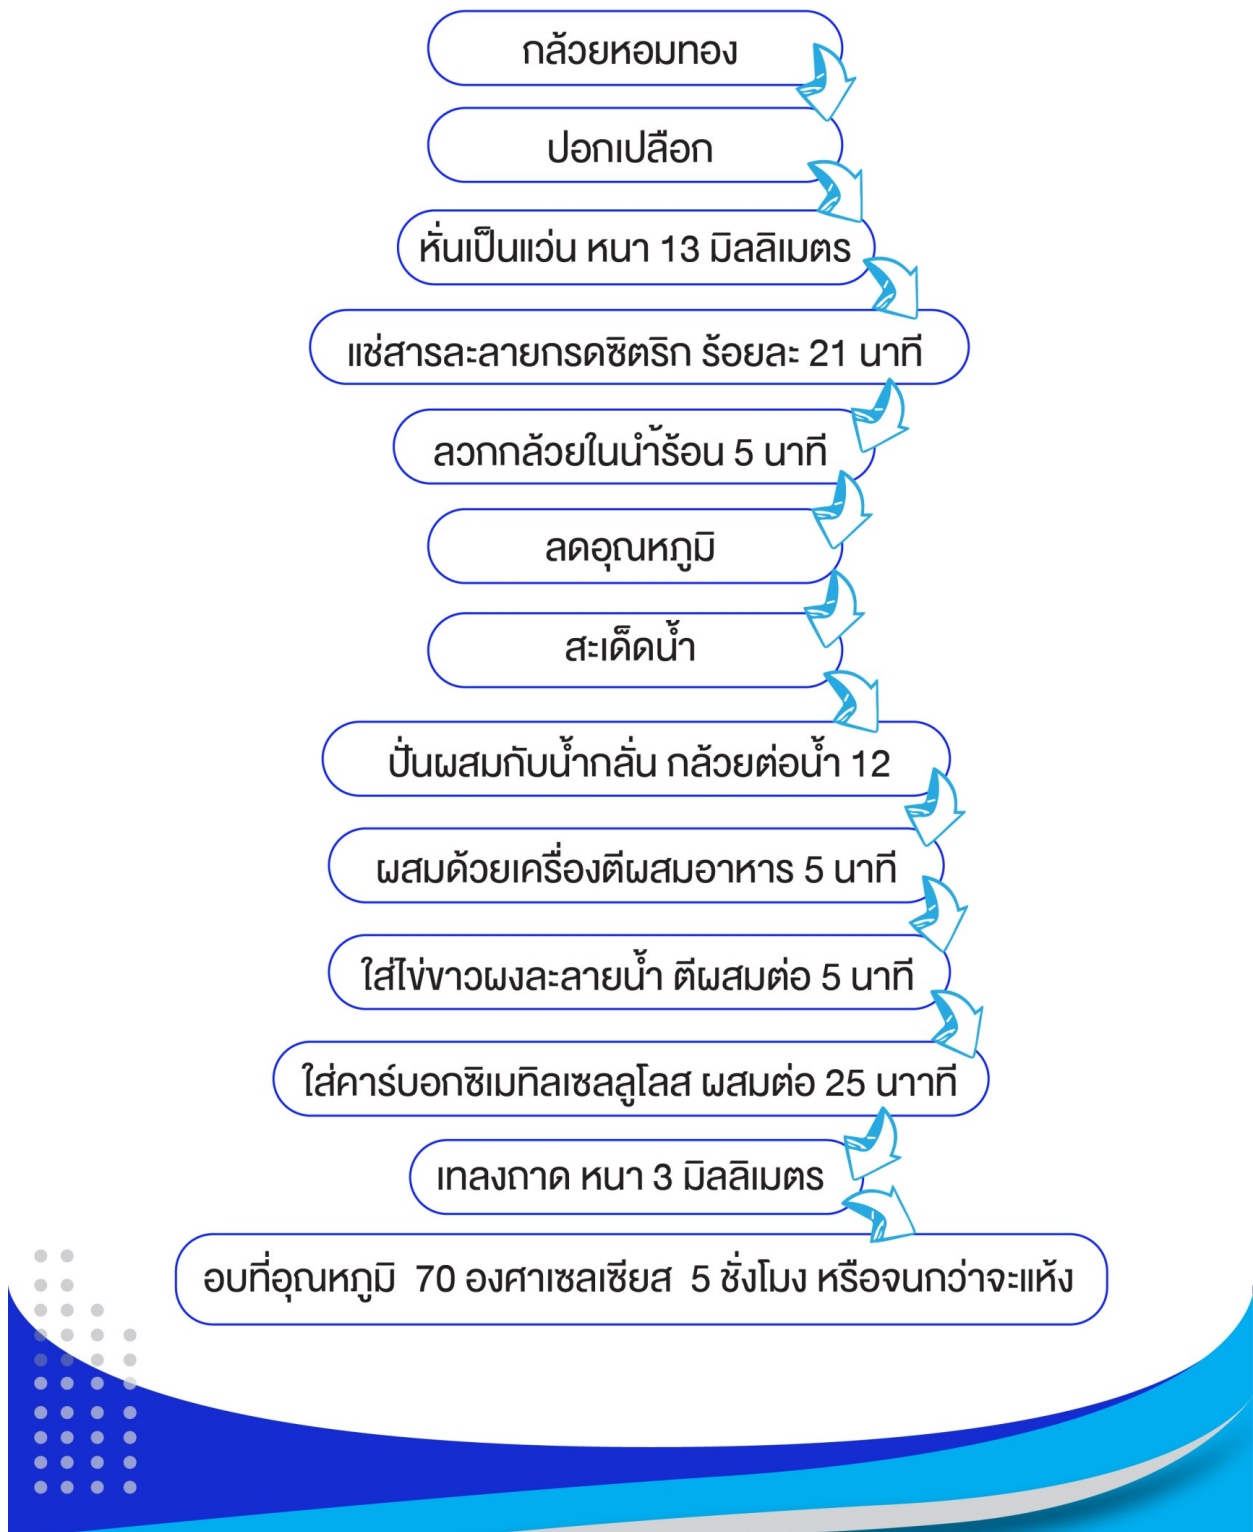 กล้วยหอมทอง
ปอกเปลือก
หั่นเป็นแว่น หนา 13 มิลลิเมตร
แช่สารละลายกรดซิตริก ร้อยละ 21 นาที
ลวกกล้วยในน้ำร้อน 5 นาที
ลดอุณหภูมิ
สะเด็ดน้ำ
ปั่นผสมกับน้ำกลั่น กล้วยต่อน้ำ 12
ผสมด้วยเครื่องตีผสมอาหาร 5 นาที
ใส่ไข่ขาวผงละลายน้ำ ตีผสมต่อ 5 นาที
ใส่คาร์บอกซิเมทิลเซลลูโลส ผสมต่อ 25 นาาที
เทลงถาด หนา 3 มิลลิเมตร
อบที่อุณหภูมิ 70 องศาเซลเซียส 5 ชั่งโมง หรือจนกว่าจะแห้ง